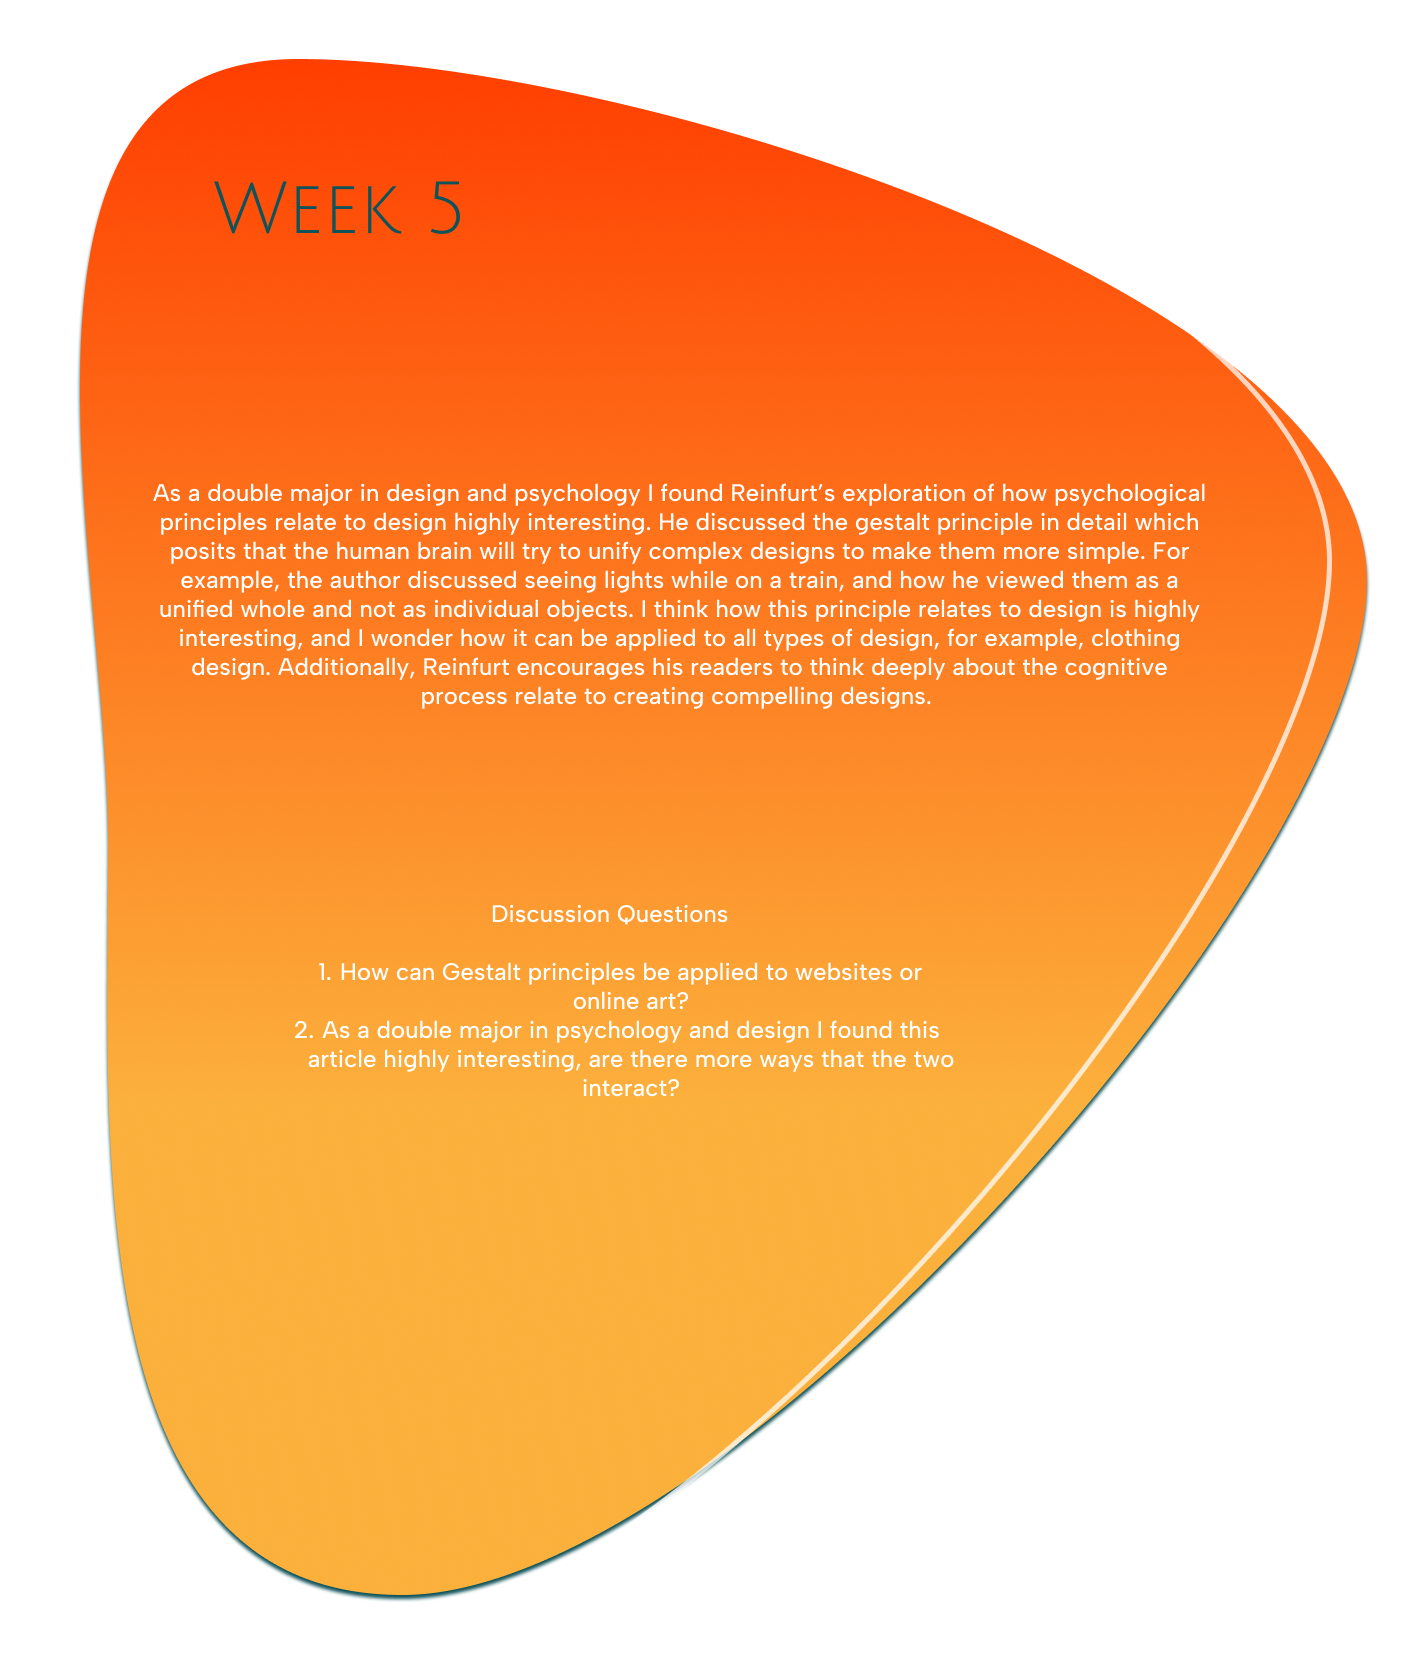 Week 5
As a double major in design and psychology I found Reinfurt’s exploration of how psychological
principles relate to design highly interesting. He discussed the gestalt principle in detail which
posits that the human brain will try to unify complex designs to make them more simple. For
example, the author discussed seeing lights while on a train, and how he viewed them as a
unified whole and not as individual objects. I think how this principle relates to design is highly
interesting, and I wonder how it can be applied to all types of design, for example, clothing
design. Additionally, Reinfurt encourages his readers to think deeply about the cognitive
process relate to creating compelling designs.
Discussion Questions
1. How can Gestalt principles be applied to websites or
online art?
2. As a double major in psychology and design I found this
article highly interesting, are there more ways that the two
interact?